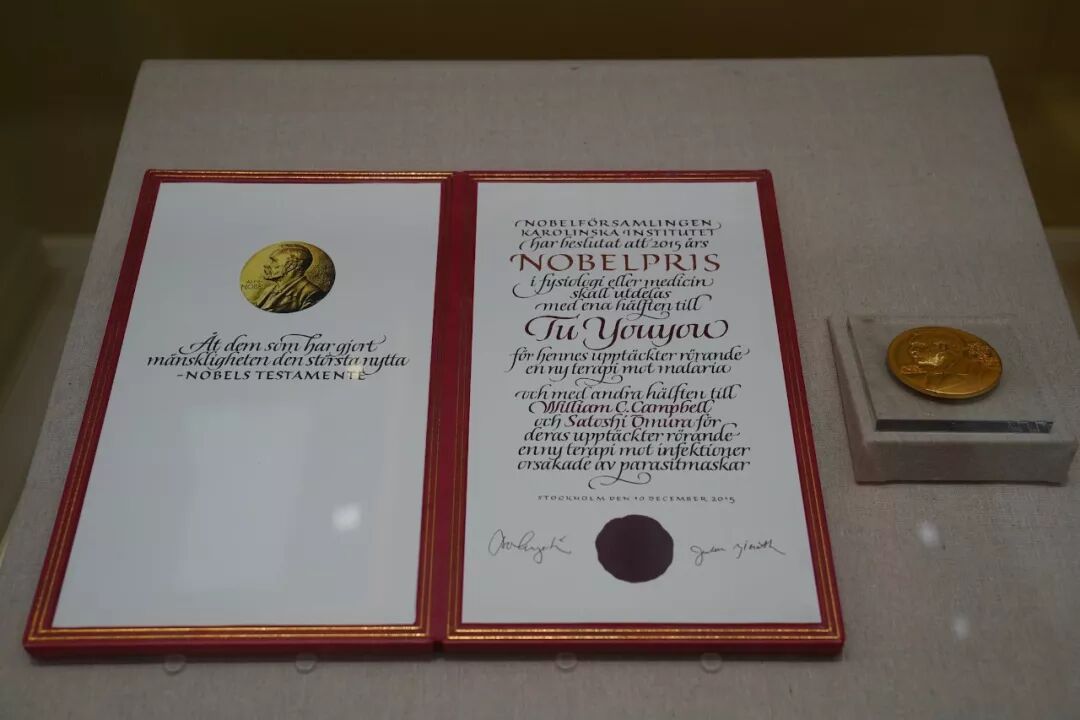 Åt dem som har gjort
mänskligheten den största nytta
-NOBELS TESTAMENTE
NOBELFÖRSAMLINGEN
KAROLINSKA INSTITUTET
har beslutat att 2015 års
NOBELPRIS
i fysiologi eller medicin
skall utdelas
med ena hälften till
Tu Youyou
för hennes upptäckter rörande
en ny terapi mot malaria
och med andra hälften till
William C. Campbell
och Satoshi Ōmura för
deras upptäckter rörande
en ny terapi mot infektioner
orsakade av parasitmaskar
STOCKHOLM DEN 10 DECEMBER 2015